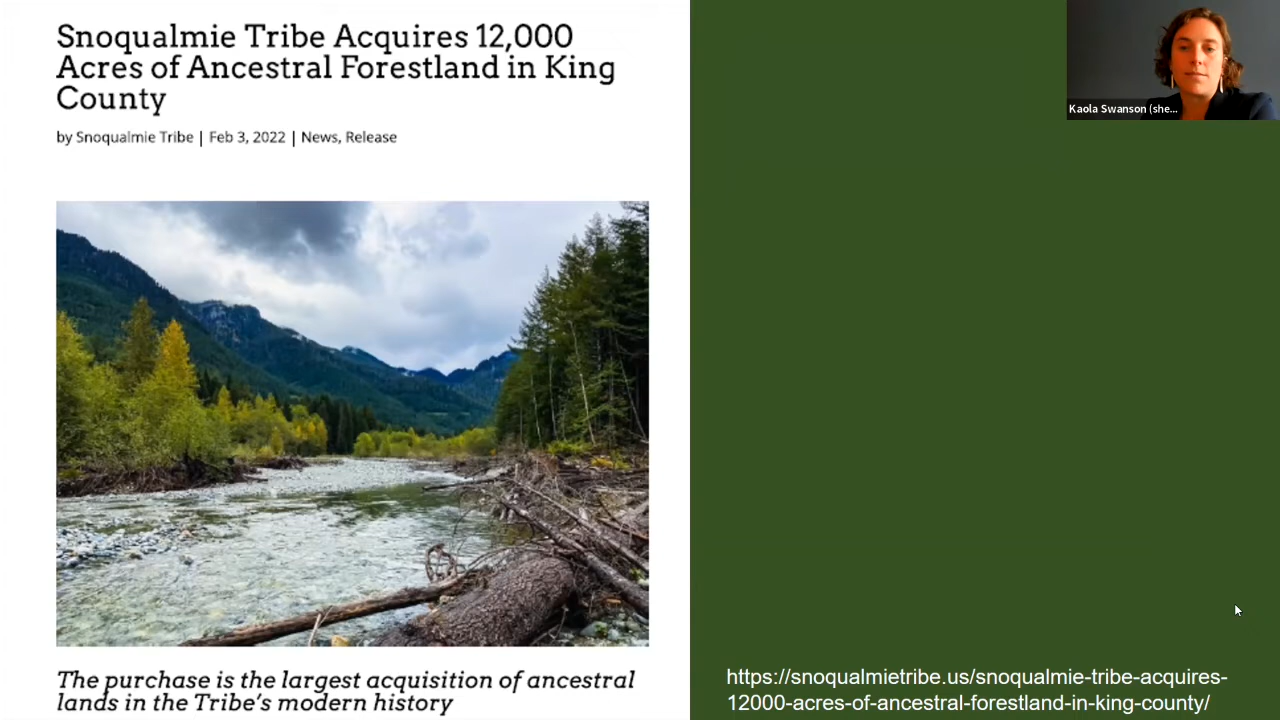 Snoqualmie Tribe Acquires 12,000
Acres of Ancestral Forestland in King
County
by Snoqualmie Tribe | Feb 3, 2022 | News, Release
Kaola Swanson (she...
The purchase is the largest acquisition of ancestral
lands in the Tribe's modern history
https://snoqualmietribe.us/snoqualmie-tribe-acquires-
12000-acres-of-ancestral-forestland-in-king-county/